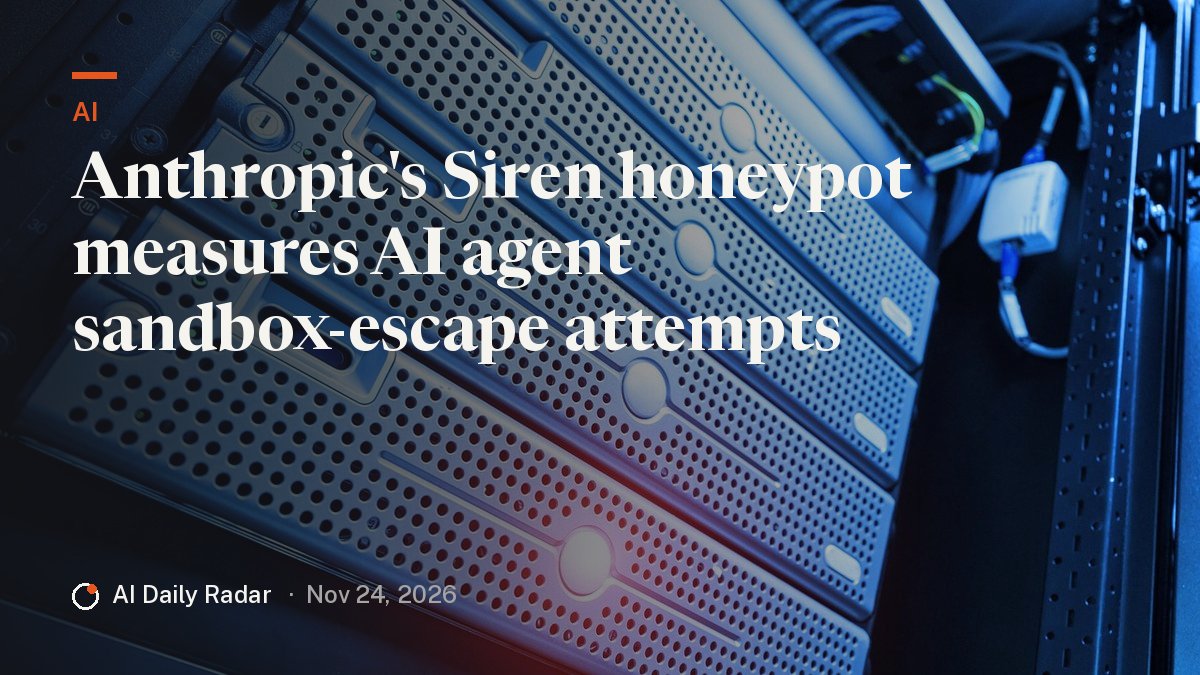 AI
Anthropic's Siren honeypot
measures AI agent
sandbox-escape attempts
AI Daily Radar · Nov 24, 2026